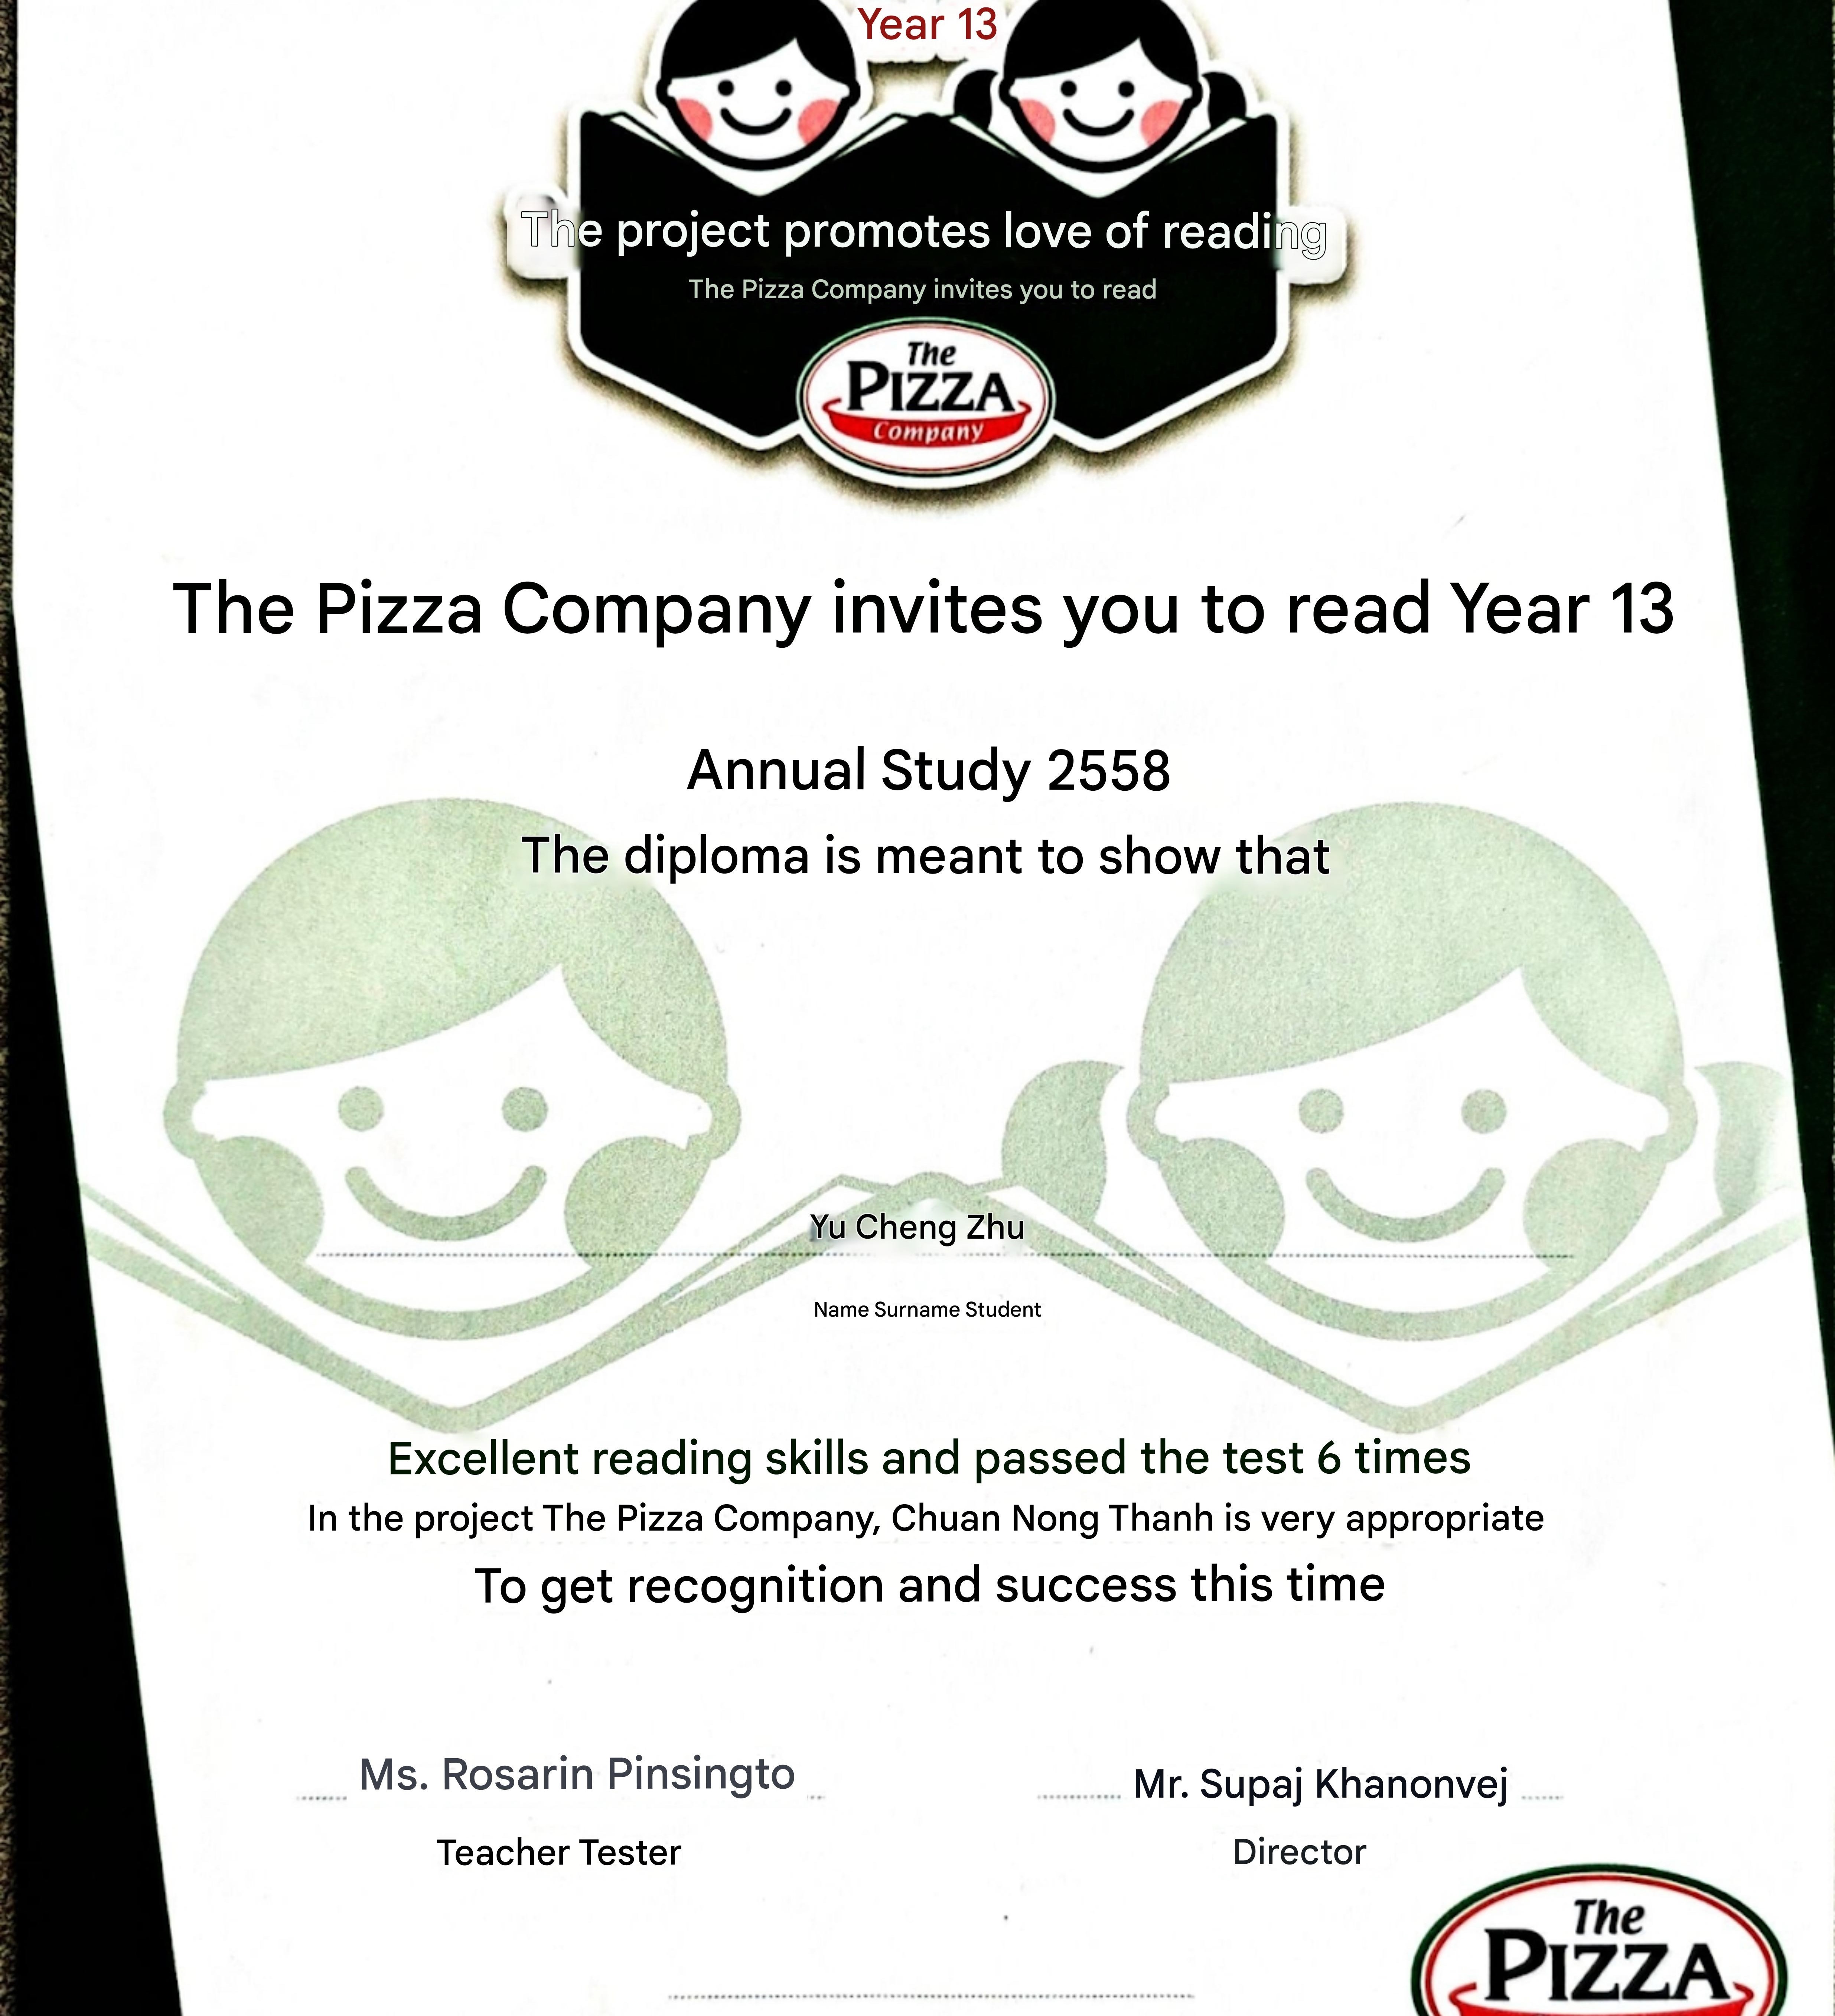 Year 13
The project promotes love of reading
The Pizza Company invites you to read
The
PIZZA
Company
The Pizza Company invites you to read Year 13
Annual Study 2558
The diploma is meant to show that
Yu Cheng Zhu
Name Surname Student
Excellent reading skills and passed the test 6 times
In the project The Pizza Company, Chuan Nong Thanh is very appropriate
To get recognition and success this time
Ms. Rosarin Pinsingto
Mr. Supaj Khanonvej
Teacher Tester
Director
The
PIZZA